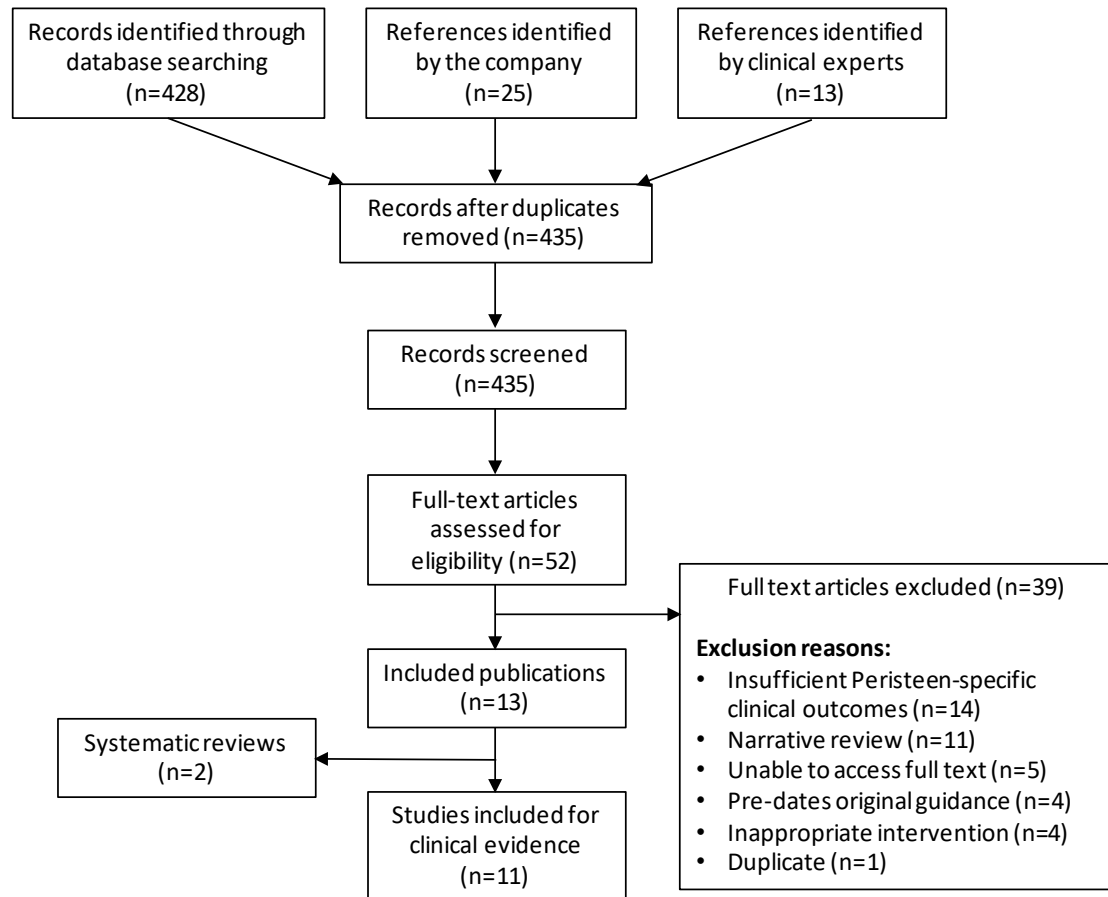 Records identified through
database searching
(n=428)
References identified
by the company
(n=25)
References identified
by clinical experts
(n=13)
Records after duplicates
removed (n=435)
Records screened
(n=435)
Full-text articles
assessed for
eligibility (n=52)
Full text articles excluded (n=39)
Exclusion reasons:
• Insufficient Peristeen-specific
clinical outcomes (n=14)
• Narrative review (n=11)
• Unable to access full text (n=5)
• Pre-dates original guidance (n=4)
• Inappropriate intervention (n=4)
• Duplicate (n=1)
Included publications
(n=13)
Systematic reviews
(n=2)
Studies included for
clinical evidence
(n=11)